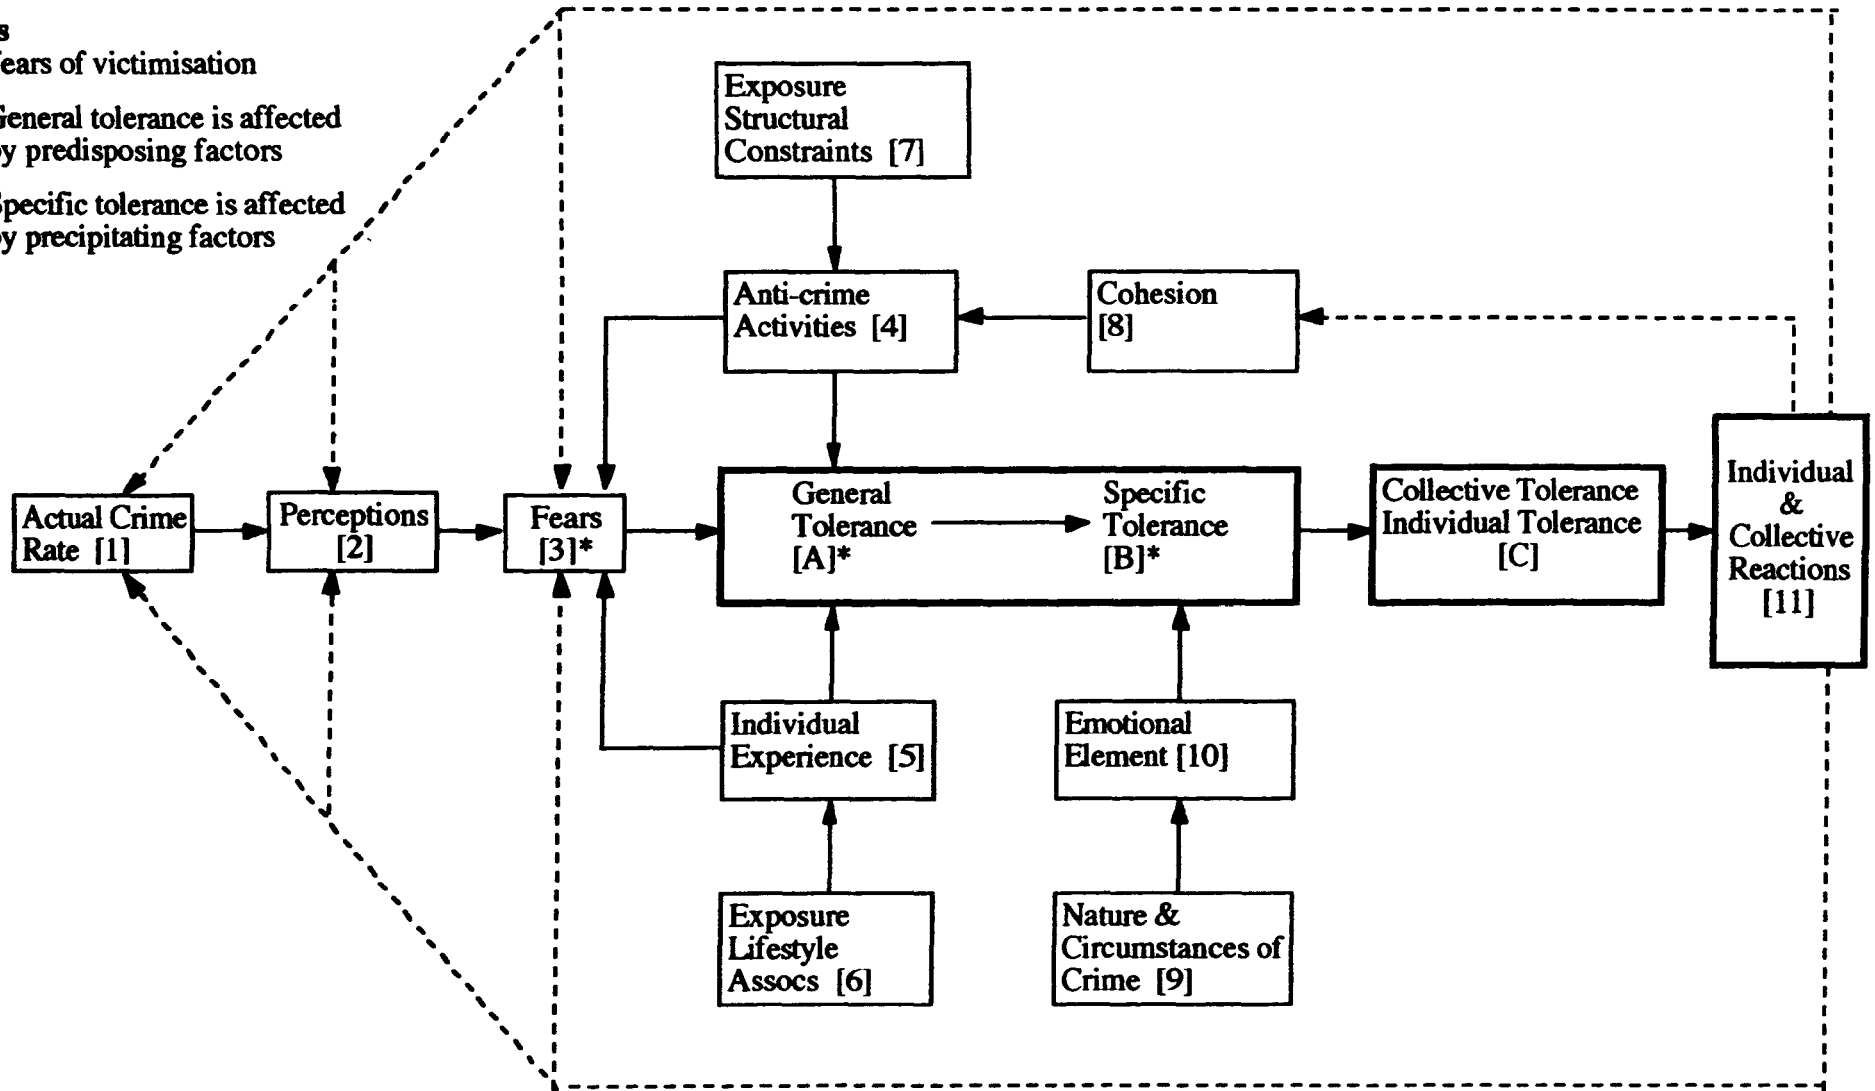 s
ears of victimisation
General tolerance is affected
by predisposing factors
Specific tolerance is affected
by precipitating factors
Exposure
Structural
Constraints [7]
Anti-crime
Activities [4]
Cohesion
[8]
Actual Crime
Rate [1]
Perceptions
[2]
Fears
[3]*
General
Tolerance
[A]*
Specific
Tolerance
[B]*
Collective Tolerance
Individual Tolerance
[C]
Individual
&
Collective
Reactions
[11]
Individual
Experience [5]
Emotional
Element [10]
Exposure
Lifestyle
Assocs [6]
Nature &
Circumstances of
Crime [9]